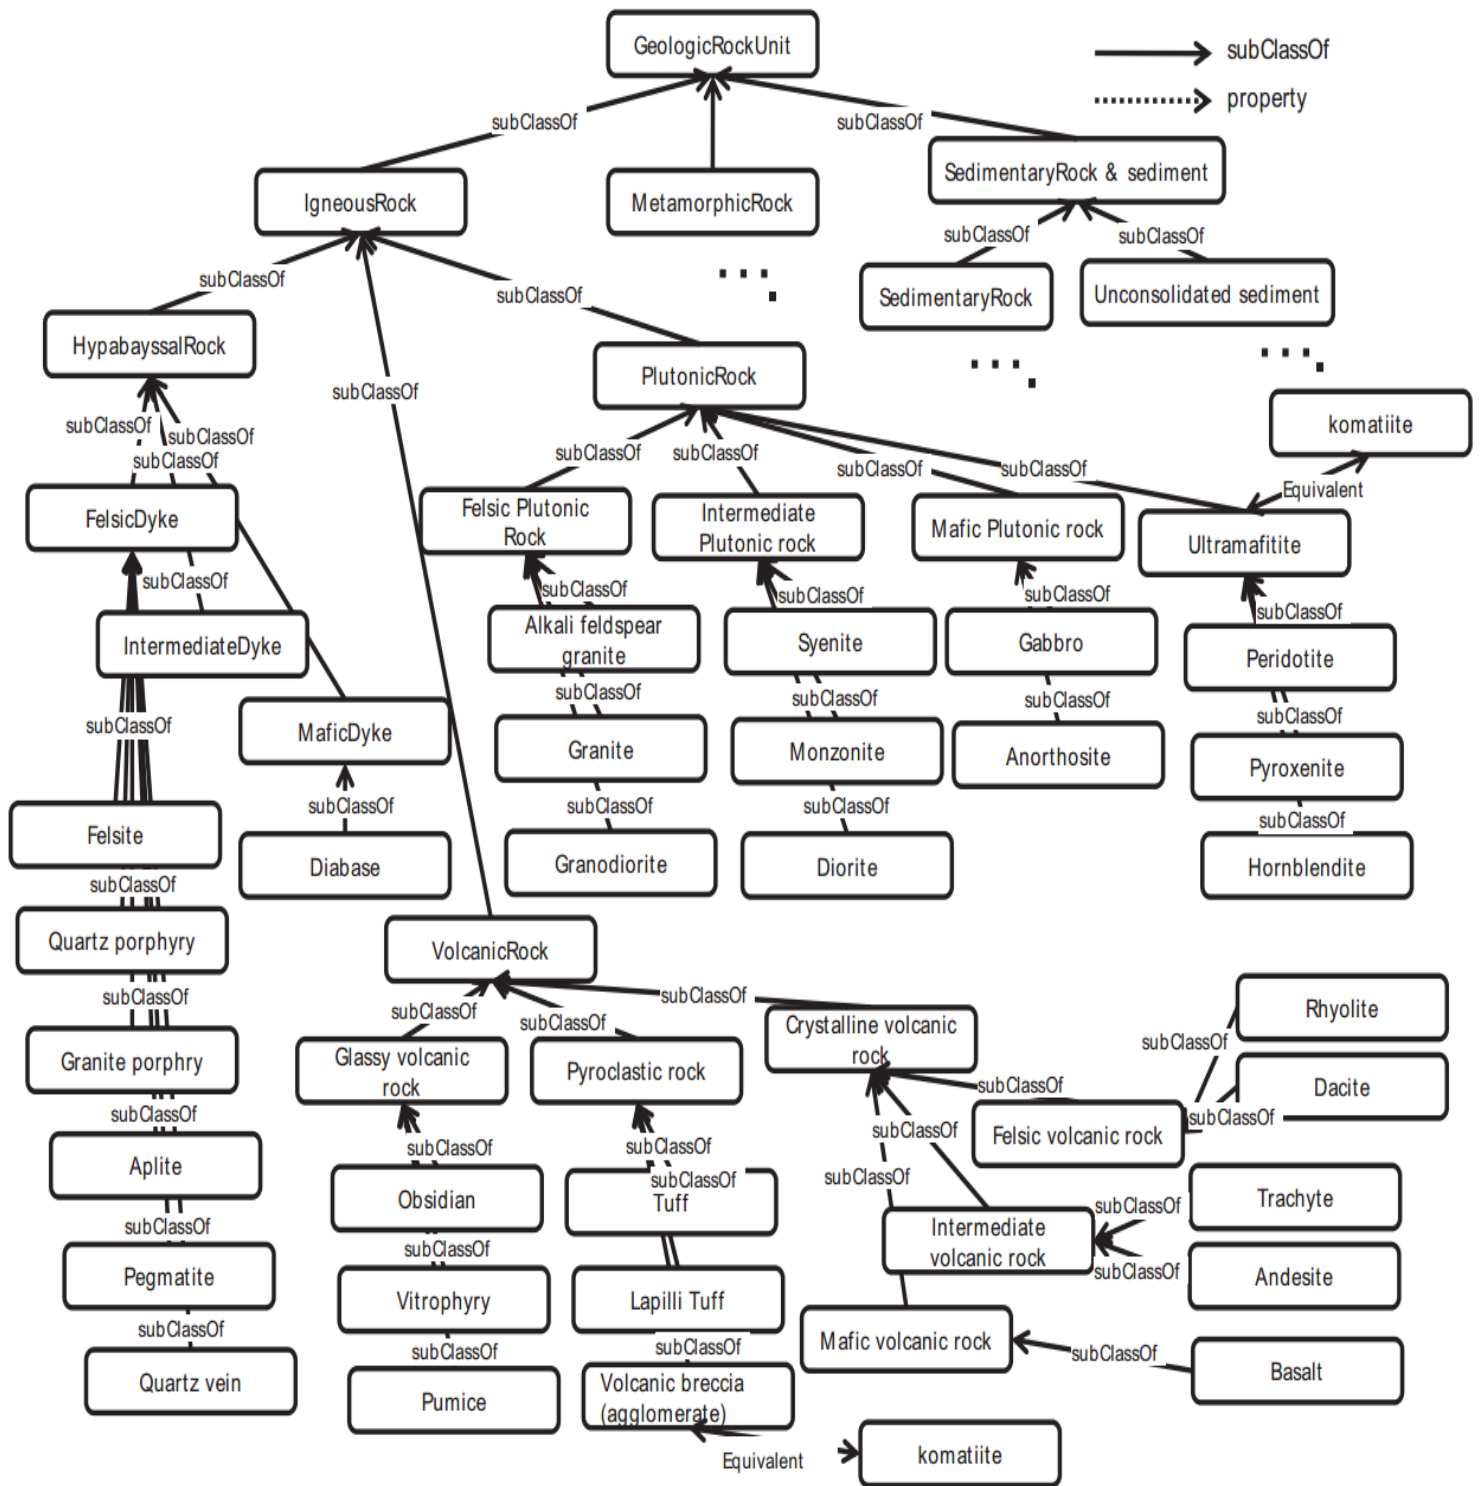 GeologicRockUnit
subClassOf
property
subClassOf
subClassOf
IgneousRock
MetamorphicRock
SedimentaryRock & sediment
subClassOf
subClassOf
SedimentaryRock
Unconsolidated sediment
subClassOf
subClassOf
HypabayssalRock
subClassOf
PlutonicRock
komatiite
Equivalent
subClassOf
subClassOf
subClassOf
subClassOf
subClassOf
subClassOf
subClassOf
FelsicDyke
Felsic Plutonic
Rock
Intermediate
Plutonic rock
Mafic Plutonic rock
Ultramafitite
subClassOf
subClassOf
subClassOf
subClassOf
subClassOf
IntermediateDyke
Alkali feldspear
granite
Syenite
Gabbro
Peridotite
subClassOf
subClassOf
subClassOf
subClassOf
subClassOf
MaficDyke
Granite
Monzonite
Anorthosite
Pyroxenite
subClassOf
subClassOf
subClassOf
subClassOf
Felsite
Diabase
Granodiorite
Diorite
Hornblendite
subClassOf
Quartz porphyry
VolcanicRock
subClassOf
subClassOf
subClassOf
subClassOf
Granite porphry
Glassy volcanic
rock
Pyroclastic rock
Crystalline volcanic
rock
Rhyolite
subClassOf
Dacite
subClassOf
subClassOf
Felsic volcanic rock
subClassOf
subClassOf
subClassOf
subClassOf
subClassOf
subClassOf
Aplite
Obsidian
Tuff
Intermediate
volcanic rock
subClassOf
Trachyte
subClassOf
Andesite
subClassOf
subClassOf
Pegmatite
Vitrophyry
Lapilli Tuff
Mafic volcanic rock
subClassOf
Basalt
subClassOf
subClassOf
subClassOf
Quartz vein
Pumice
Volcanic breccia
(agglomerate)
Equivalent
komatiite